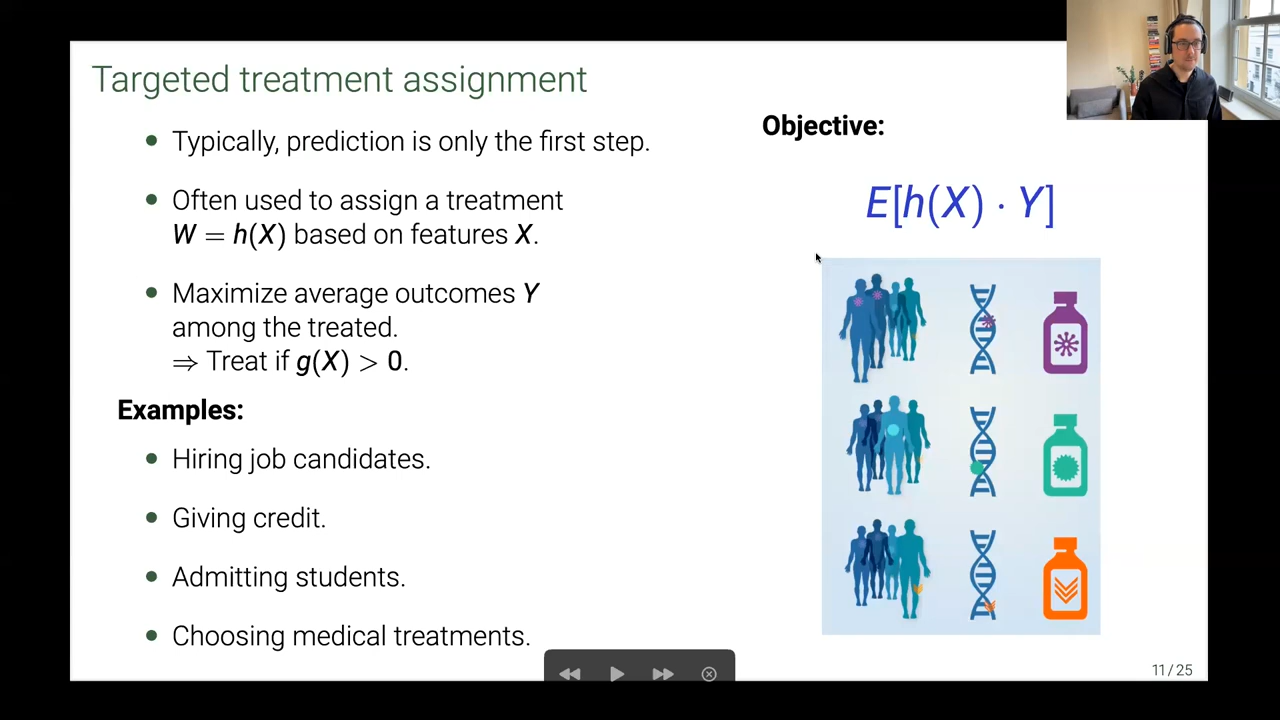 Targeted treatment assignment
• Typically, prediction is only the first step.
• Often used to assign a treatment
W = h(X) based on features X.
• Maximize average outcomes Y
among the treated.
⇒ Treat if g(X) > 0.
Examples:
• Hiring job candidates.
• Giving credit.
• Admitting students.
• Choosing medical treatments.
Objective:
E[h(X) · Y]
11 / 25